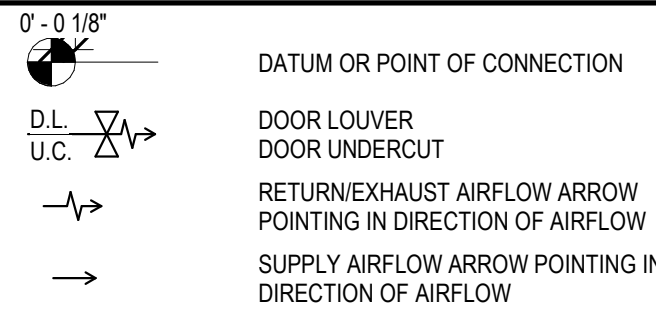 0' - 0 1/8"
DATUM OR POINT OF CONNECTION
D.L.
U.C.
DOOR LOUVER
DOOR UNDERCUT
RETURN/EXHAUST AIRFLOW ARROW
POINTING IN DIRECTION OF AIRFLOW
SUPPLY AIRFLOW ARROW POINTING IN
DIRECTION OF AIRFLOW